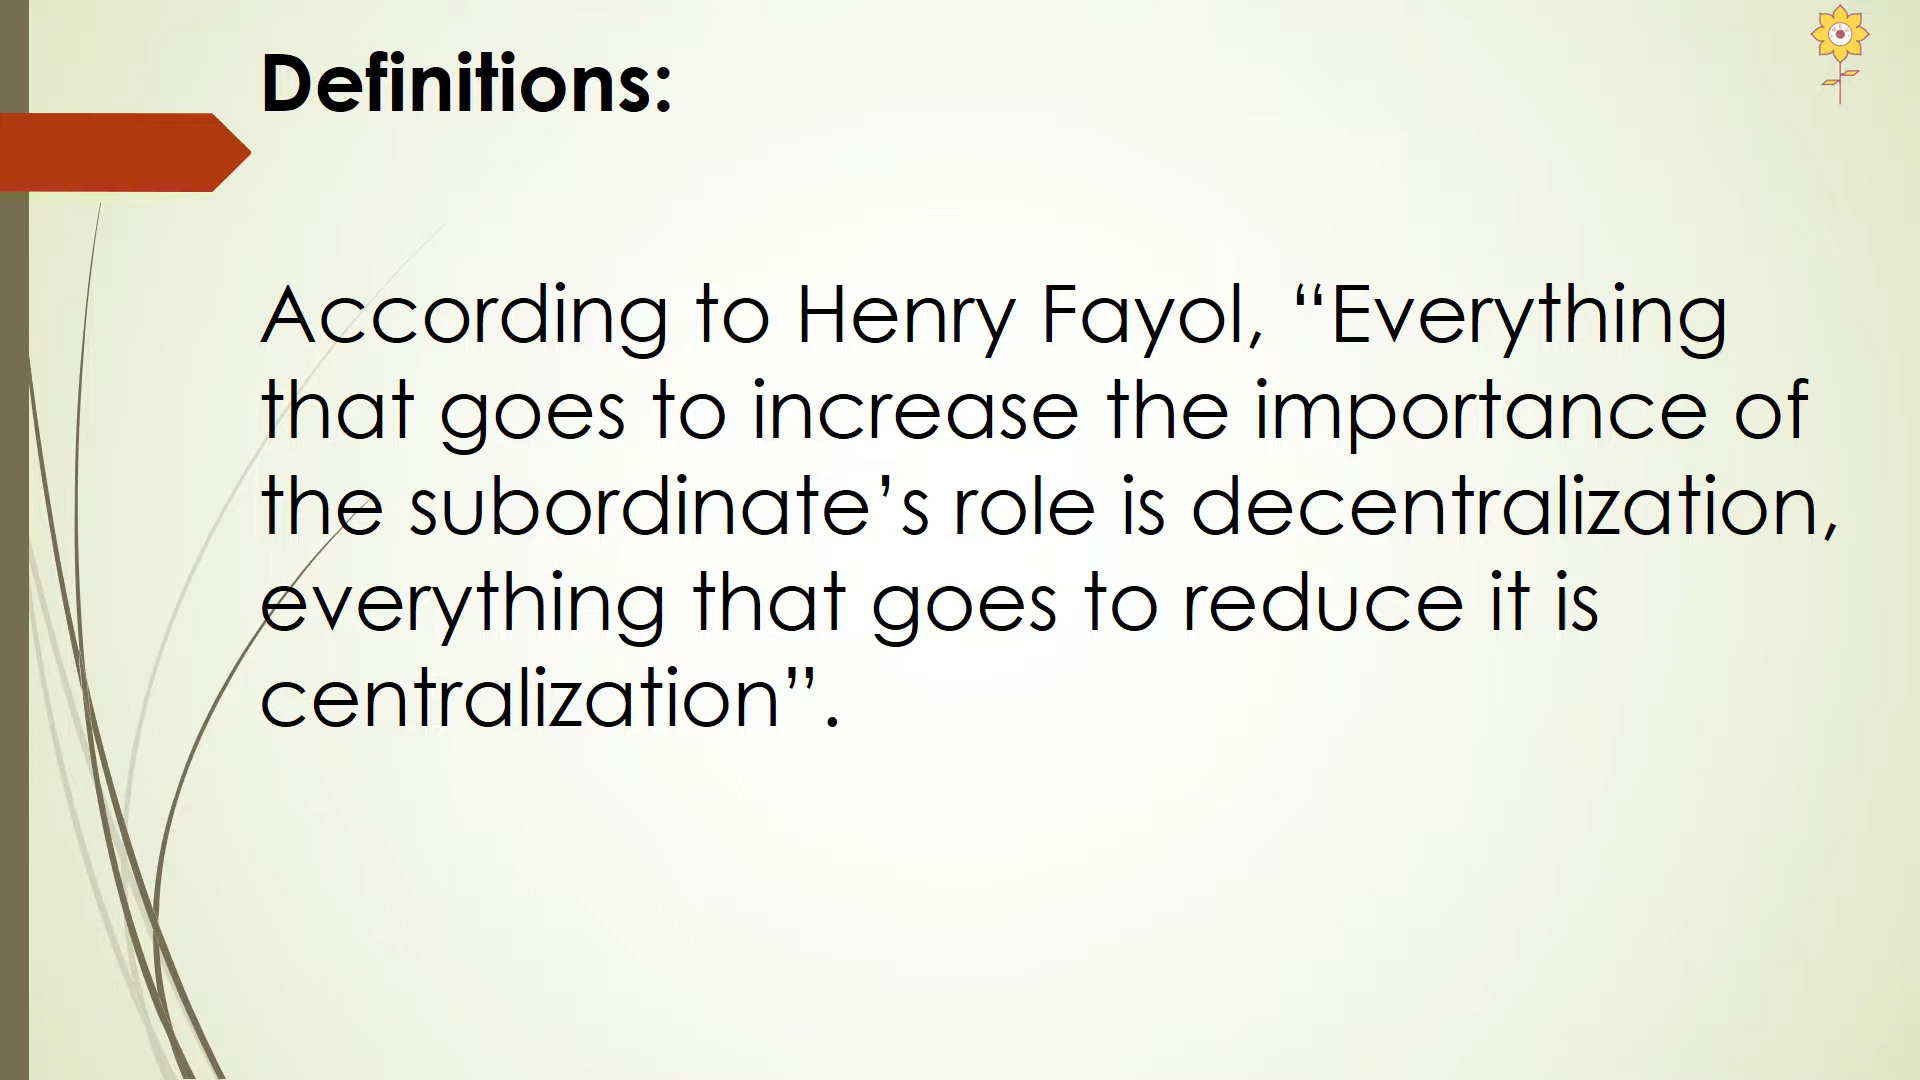 Definitions:
According to Henry Fayol, “Everything
that goes to increase the importance of
the subordinate’s role is decentralization,
everything that goes to reduce it is
centralization”.